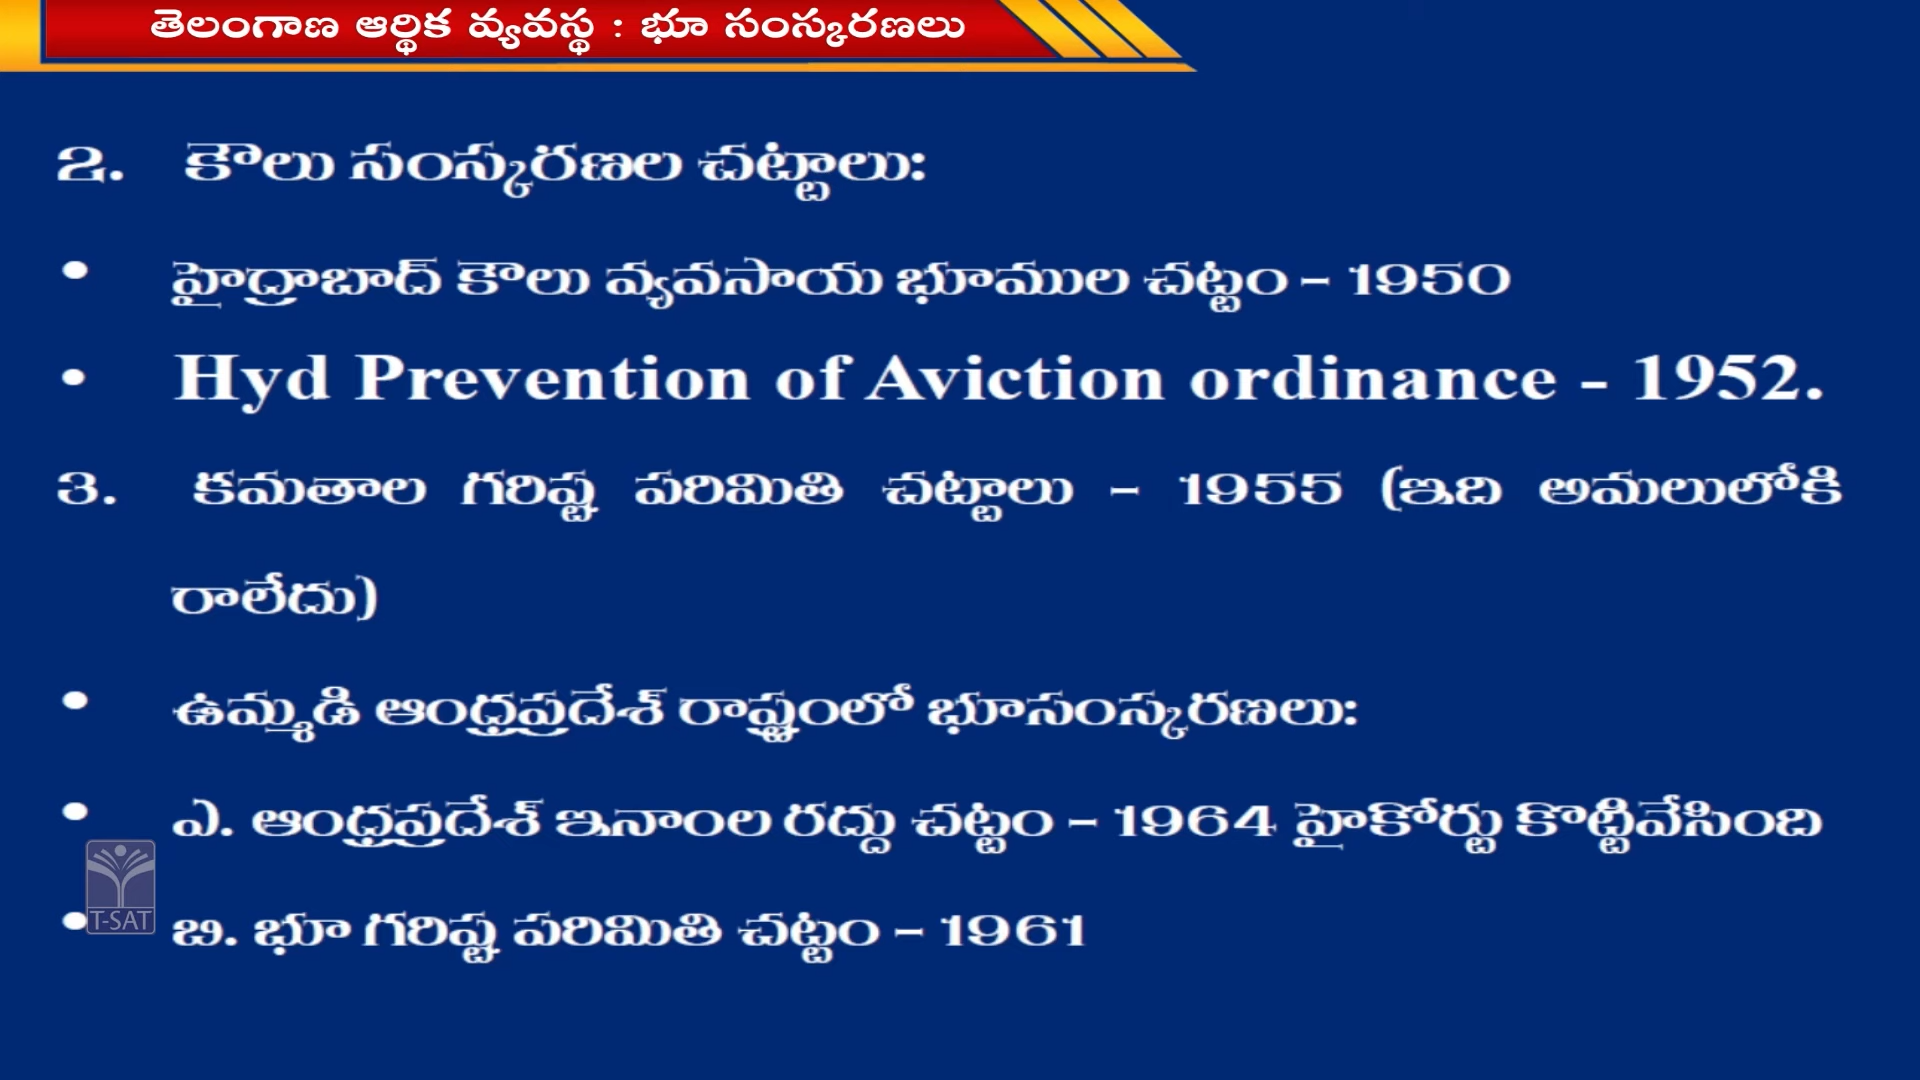 తెలంగాణ ఆర్థిక వ్యవస్థ : భూ సంస్కరణలు
౨. కౌలు సంస్కరణల చట్టాలు:
• హైద్రాబాద్ కౌలు వ్యవసాయ భూముల చట్టం – 1950
• Hyd Prevention of Aviction ordinance - 1952.
3. కమతాల గరిష్ట పరిమితి చట్టాలు – 1955 (ఇది అమలులోకి
రాలేదు)
• ఉమ్మడి ఆంధ్రప్రదేశ్ రాష్ట్రంలో భూసంస్కరణలు:
• ఎ. ఆంధ్రప్రదేశ్ ఇనాంల రద్దు చట్టం – 1964 హైకోర్టు కొట్టివేసింది
• బి. భూ గరిష్ట పరిమితి చట్టం – 1961
T-SAT